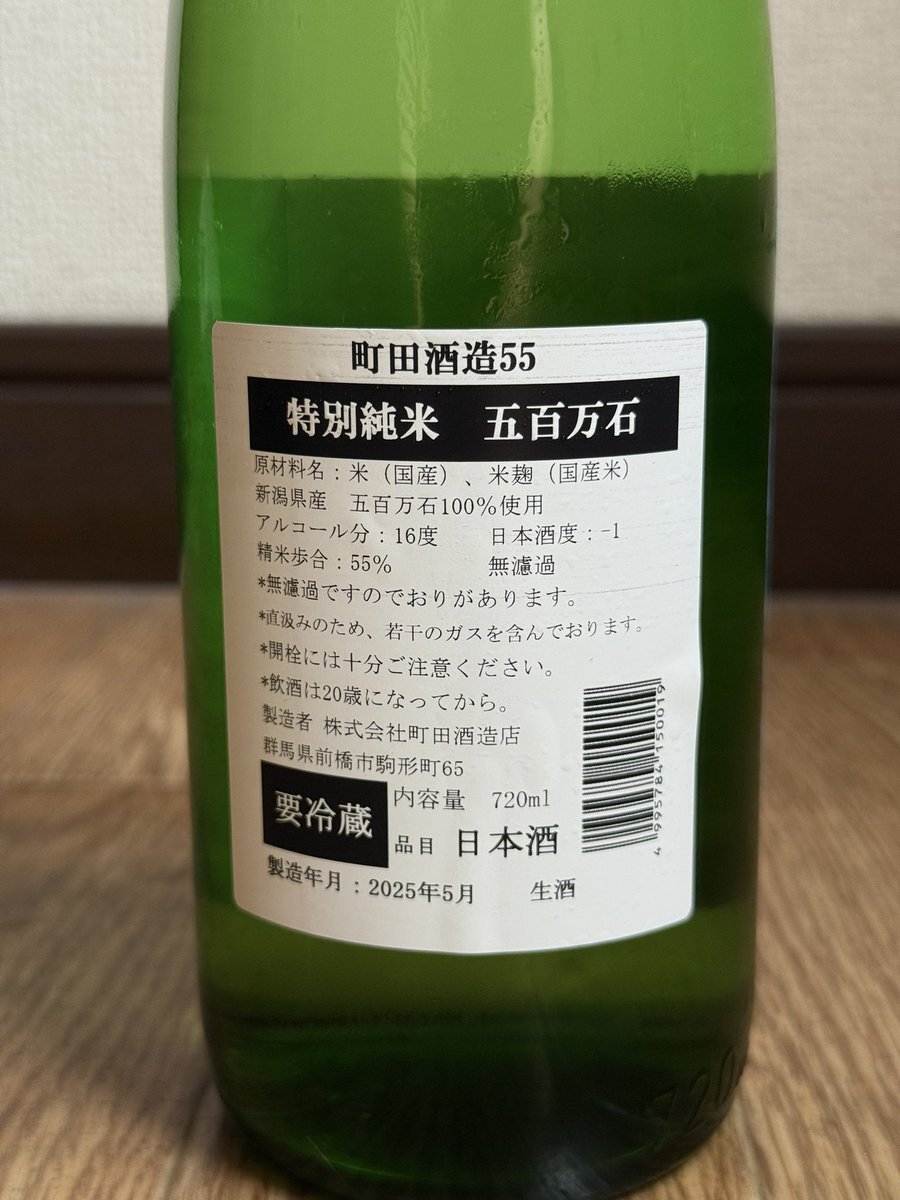 町田酒造55
特別純米 五百万石
原材料名：米（国産）、米麹（国産米）
新潟県産 五百万石100％使用
アルコール分：16度 日本酒度：-1
精米歩合：55％ 無濾過
*無濾過ですのでおりがあります。
*直汲みのため、若干のガスを含んでおります。
*開栓には十分ご注意ください。
*飲酒は20歳になってから。
製造者 株式会社町田酒造店
群馬県前橋市駒形町65
要冷蔵
内容量 720ml
品目 日本酒
製造年月：2025年5月 生酒
4 995784 150019
720